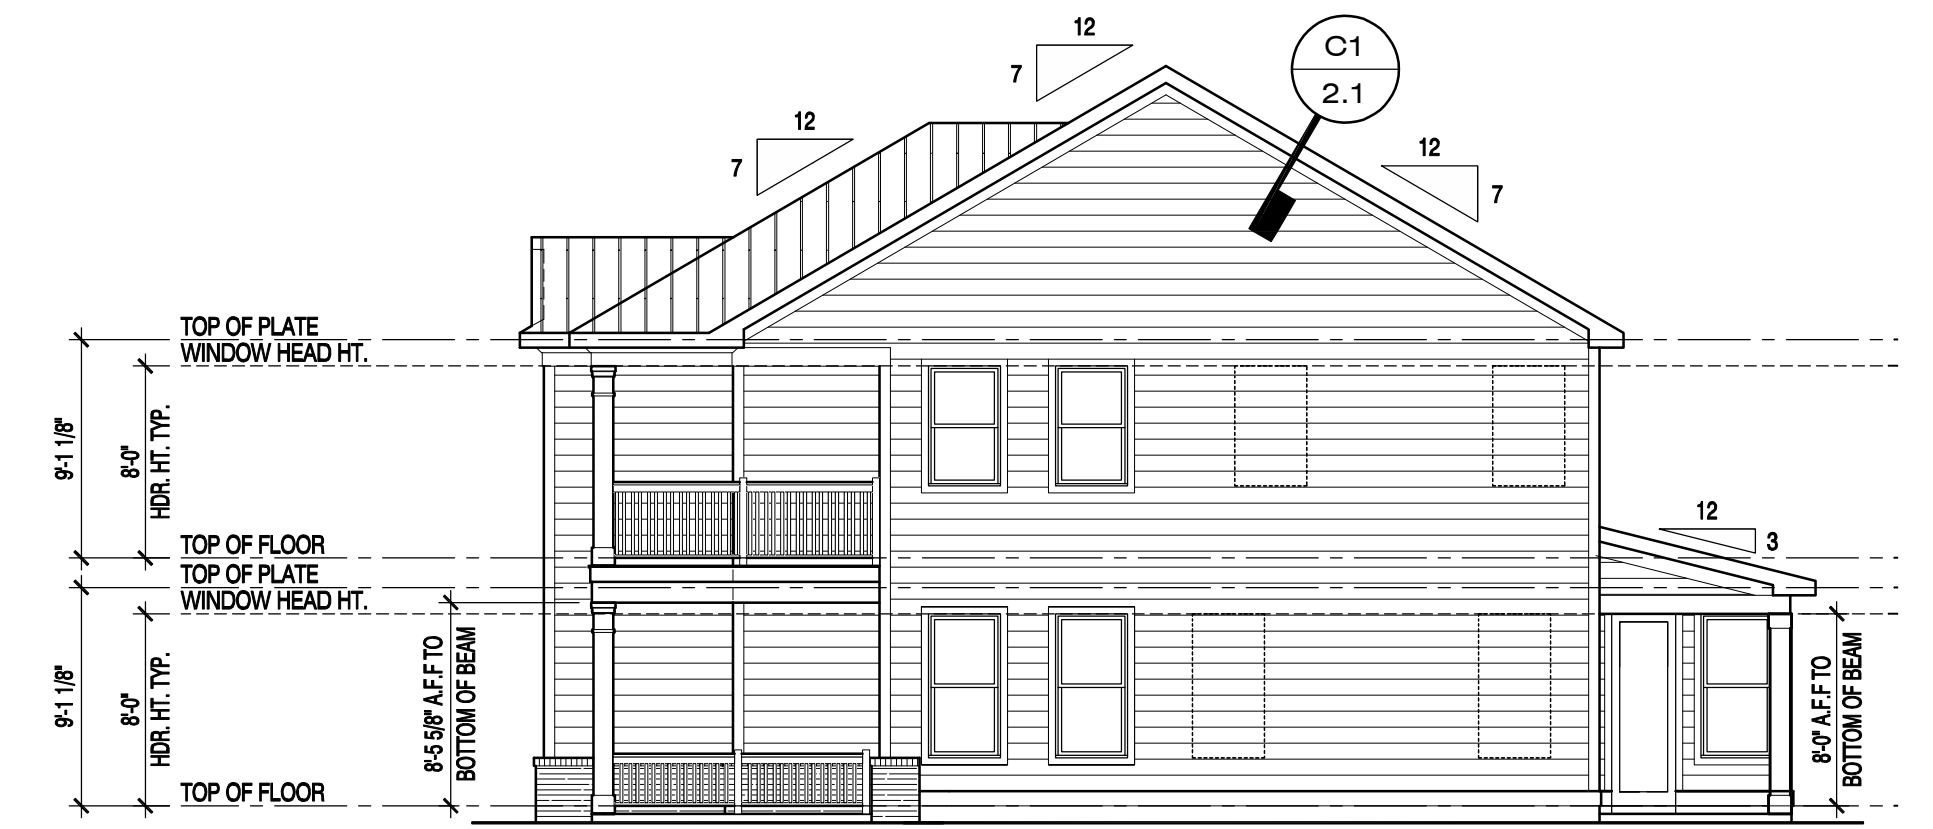 12
C1
7
2.1
12
12
7
7
TOP OF PLATE
WINDOW HEAD HT.
9'-1 1/8"
8'-0"
HDR. HT. TYP.
12
3
TOP OF FLOOR
TOP OF PLATE
WINDOW HEAD HT.
9'-1 1/8"
8'-0"
HDR. HT. TYP.
8'-5 5/8" A.F.F TO
BOTTOM OF BEAM
8'-0" A.F.F TO
BOTTOM OF BEAM
TOP OF FLOOR